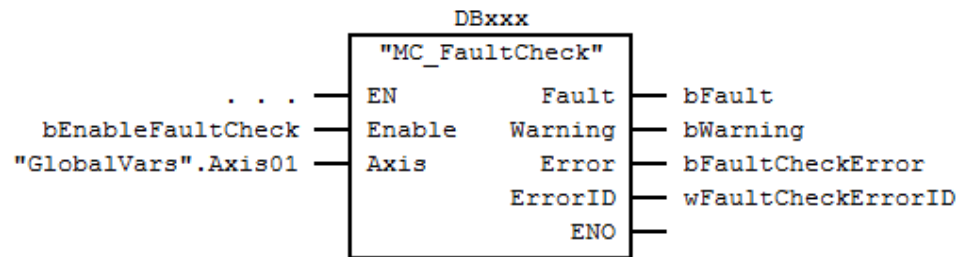 DBxxx
"MC_FaultCheck"
. . . EN Fault bFault
bEnableFaultCheck Enable Warning bWarning
"GlobalVars".Axis01 Axis Error bFaultCheckError
ErrorID wFaultCheckErrorID
ENO